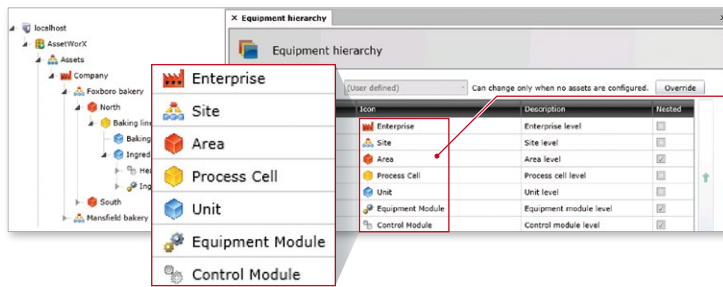 localhost
AssetWorX
Assets
Company
Foxboro bakery
North
Baking line
Baking
Ingred
Hea
Ing
South
Mansfield bakery
Enterprise
Site
Area
Process Cell
Unit
Equipment Module
Control Module
× Equipment hierarchy
Equipment hierarchy
(User defined)
Can change only when no assets are configured.
Override
Icon Description Nested
Enterprise Enterprise level
Site Site level
Area Area level
Process Cell Process cell level
Unit Unit level
Equipment Module Equipment module level
Control Module Control module level